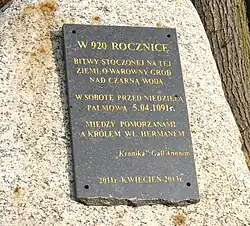 W 920 ROCZNICĘ
BITWY STOCZONEJ NA TEJ
ZIEMI, O WAROWNY GRÓD
NAD CZARNĄ WODĄ
W SOBOTĘ PRZED NIEDZIELĄ
PALMOWĄ 5.04.1091r.
MIĘDZY POMORZANAMI
A KRÓLEM WŁ. HERMANEM
„Kronika” Gall Anonim
2011r.-KWIECIEŃ-2013r.